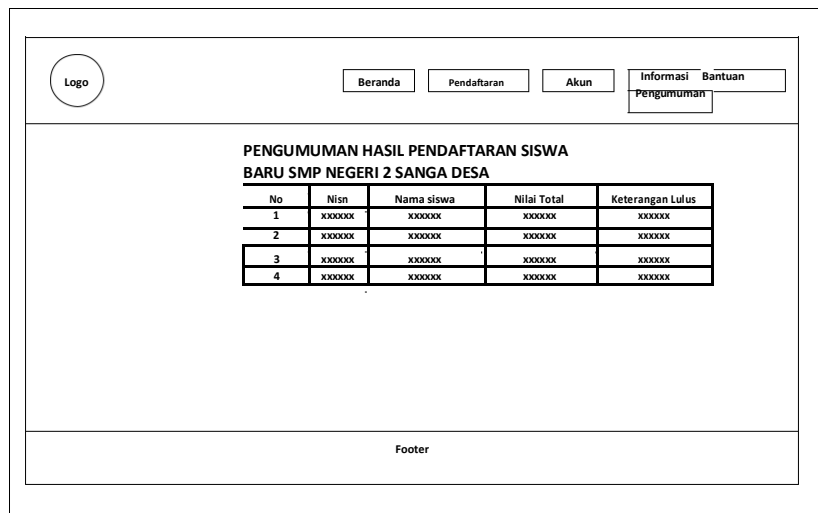 Logo
Beranda Pendaftaran Akun Informasi Bantuan
Pengumuman
PENGUMUMAN HASIL PENDAFTARAN SISWA
BARU SMP NEGERI 2 SANGA DESA
No Nisn Nama siswa Nilai Total Keterangan Lulus
1 xxxxxx xxxxxx xxxxxx xxxxxx
2 xxxxxx xxxxxx xxxxxx xxxxxx
3 xxxxxx xxxxxx xxxxxx xxxxxx
4 xxxxxx xxxxxx xxxxxx xxxxxx
Footer